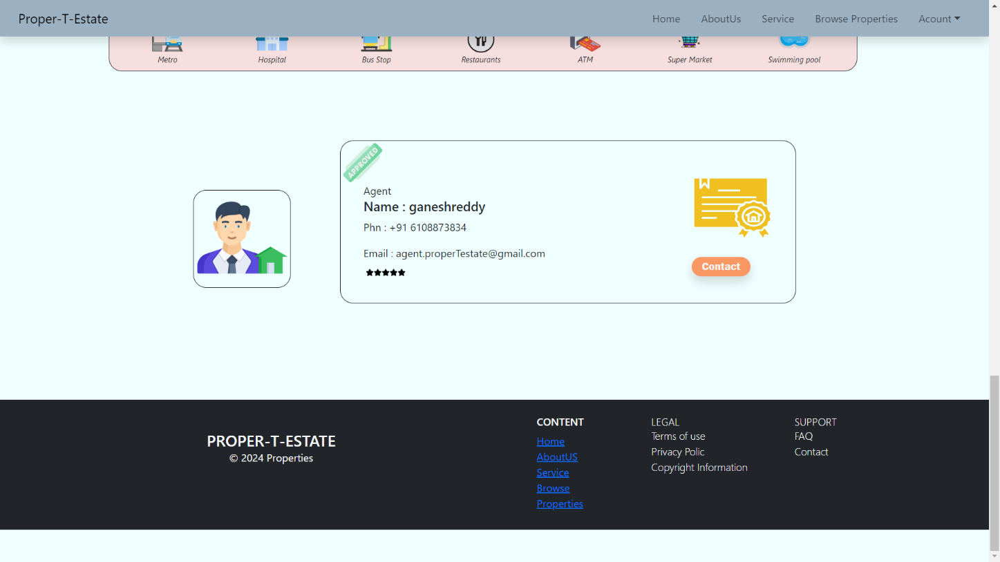 Proper-T-Estate
Home AboutUs Service Browse Properties Acount
Metro Hospital Bus Stop Restaurants ATM Super Market Swimming pool
APPROVED
Agent
Name : ganeshreddy
Phn : +91 6108873834
Email : agent.properTestate@gmail.com
Contact
PROPER-T-ESTATE
© 2024 Properties
CONTENT
Home
AboutUS
Service
Browse
Properties
LEGAL
Terms of use
Privacy Polic
Copyright Information
SUPPORT
FAQ
Contact